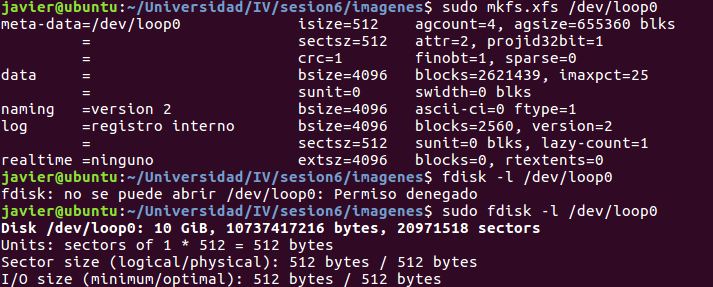 javier@ubuntu:~/Universidad/IV/sesion6/imagenes$ sudo mkfs.xfs /dev/loop0
meta-data=/dev/loop0             isize=512    agcount=4, agsize=655360 blks
         =                       sectsz=512   attr=2, projid32bit=1
         =                       crc=1        finobt=1, sparse=0
data     =                       bsize=4096   blocks=2621439, imaxpct=25
         =                       sunit=0      swidth=0 blks
naming   =version 2              bsize=4096   ascii-ci=0 ftype=1
log      =registro interno       bsize=4096   blocks=2560, version=2
         =                       sectsz=512   sunit=0 blks, lazy-count=1
realtime =ninguno                extsz=4096   blocks=0, rtextents=0
javier@ubuntu:~/Universidad/IV/sesion6/imagenes$ fdisk -l /dev/loop0
fdisk: no se puede abrir /dev/loop0: Permiso denegado
javier@ubuntu:~/Universidad/IV/sesion6/imagenes$ sudo fdisk -l /dev/loop0
Disk /dev/loop0: 10 GiB, 10737417216 bytes, 20971518 sectors
Units: sectors of 1 * 512 = 512 bytes
Sector size (logical/physical): 512 bytes / 512 bytes
I/O size (minimum/optimal): 512 bytes / 512 bytes